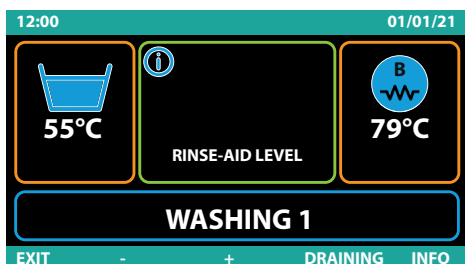 12:00 01/01/21
B
55°C 79°C
RINSE-AID LEVEL
WASHING 1
EXIT - + DRAINING INFO